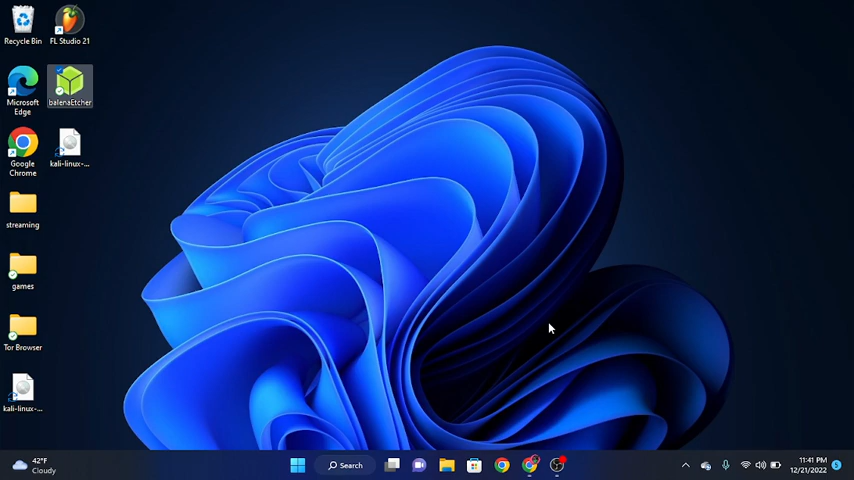 Recycle Bin
FL Studio 21
Microsoft
Edge
balenaEtcher
Google
Chrome
kali-linux-...
streaming
games
Tor Browser
kali-linux-...
42°F
Cloudy
Search
11:41 PM
12/21/2022
5